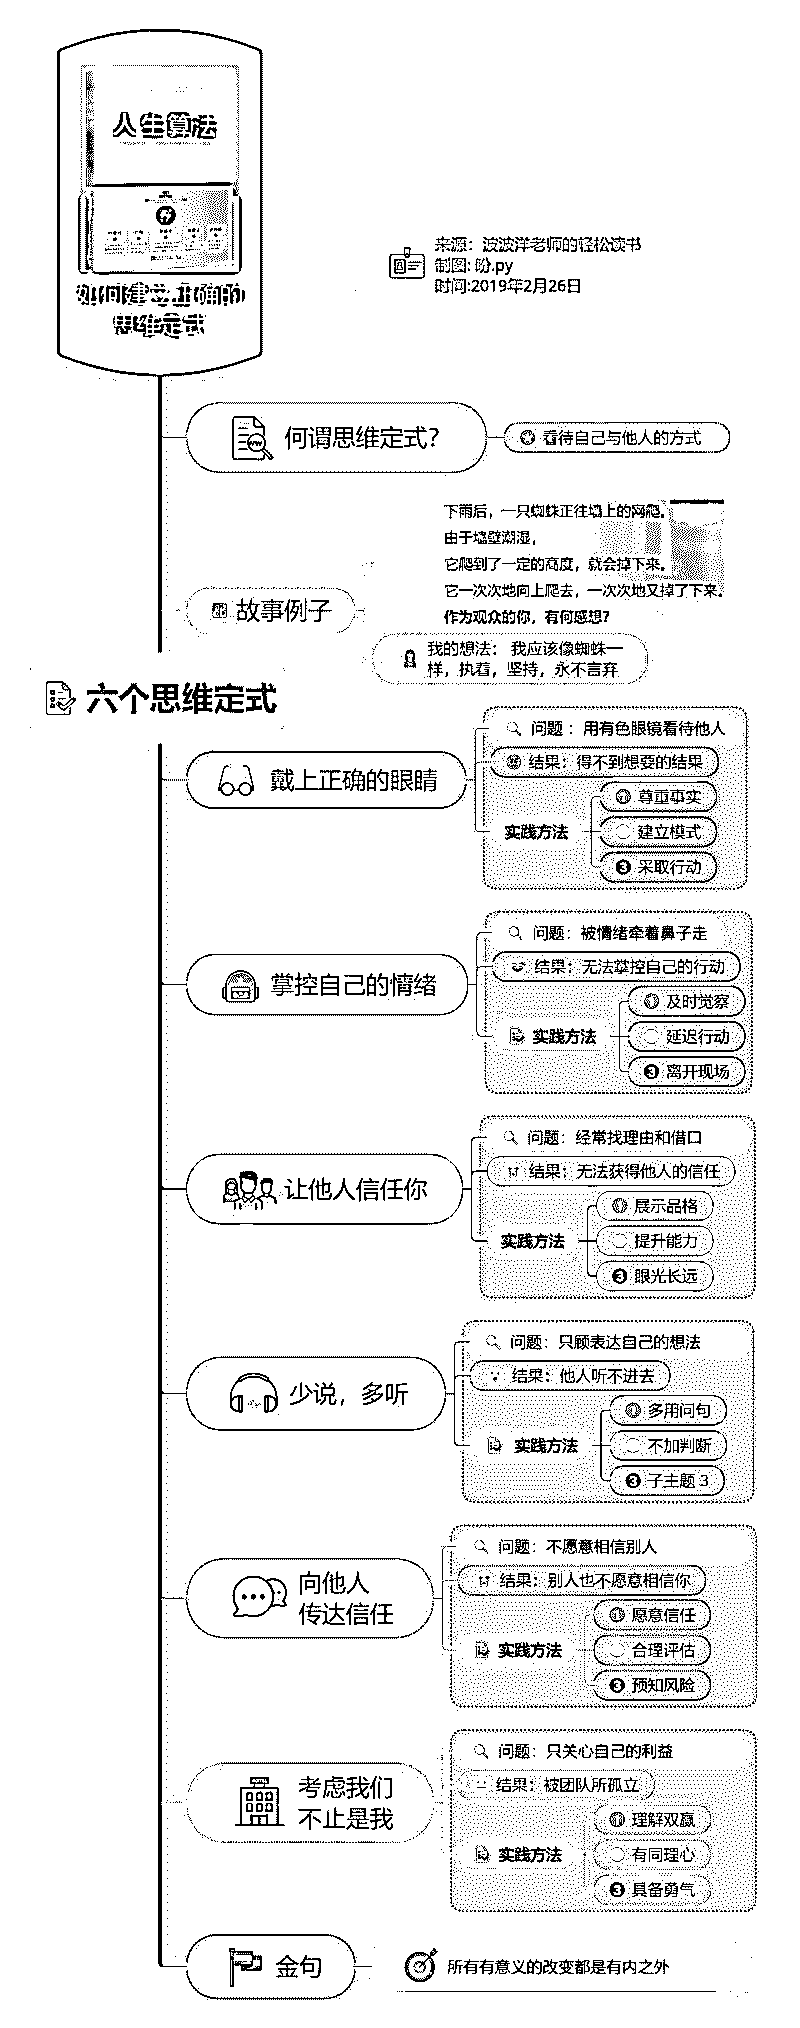 人生算法
如何建立正确的
思维定式
来源：波波洋老师的轻松读书
制图: 盼.py
时间:2019年2月26日
何谓思维定式？
看待自己与他人的方式
故事例子
下雨后，一只蜘蛛正往墙上的网爬。
由于墙壁潮湿，
它爬到了一定的高度，就会掉下来。
它一次次地向上爬去，一次次地又掉了下来。
作为观众的你，有何感想？
我的想法： 我应该像蜘蛛一
样，执着，坚持，永不言弃
六个思维定式
戴上正确的眼睛
问题 ：用有色眼镜看待他人
结果：得不到想要的结果
实践方法
尊重事实
建立模式
3 采取行动
掌控自己的情绪
问题：被情绪牵着鼻子走
结果：无法掌控自己的行动
实践方法
及时觉察
延迟行动
3 离开现场
让他人信任你
问题：经常找理由和借口
结果：无法获得他人的信任
实践方法
展示品格
提升能力
3 眼光长远
少说，多听
问题：只顾表达自己的想法
结果：他人听不进去
实践方法
多用问句
不加判断
3 子主题 3
向他人
传达信任
问题：不愿意相信别人
结果：别人也不愿意相信你
实践方法
愿意信任
合理评估
3 预知风险
考虑我们
不止是我
问题：只关心自己的利益
结果：被团队所孤立
实践方法
理解双赢
有同理心
3 具备勇气
金句
所有有意义的改变都是有内之外